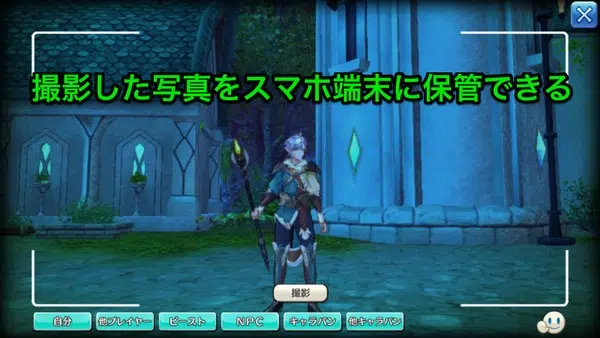 撮影した写真をスマホ端末に保管できる
撮影
自分
他プレイヤー
ビースト
NPC
キャラバン
他キャラバン